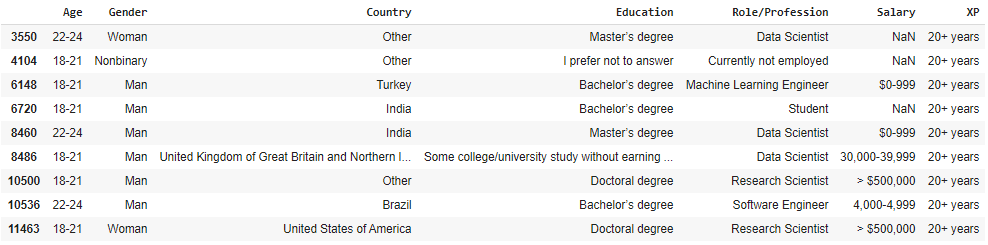 Age Gender Country Education Role/Profession Salary XP
3550 22-24 Woman Other Master's degree Data Scientist NaN 20+ years
4104 18-21 Nonbinary Other I prefer not to answer Currently not employed NaN 20+ years
6148 18-21 Man Turkey Bachelor's degree Machine Learning Engineer $0-999 20+ years
6720 18-21 Man India Bachelor's degree Student NaN 20+ years
8460 22-24 Man India Master's degree Data Scientist $0-999 20+ years
8486 18-21 Man United Kingdom of Great Britain and Northern I... Some college/university study without earning ... Data Scientist 30,000-39,999 20+ years
10500 18-21 Man Other Doctoral degree Research Scientist > $500,000 20+ years
10536 22-24 Man Brazil Bachelor's degree Software Engineer 4,000-4,999 20+ years
11463 18-21 Woman United States of America Doctoral degree Research Scientist > $500,000 20+ years